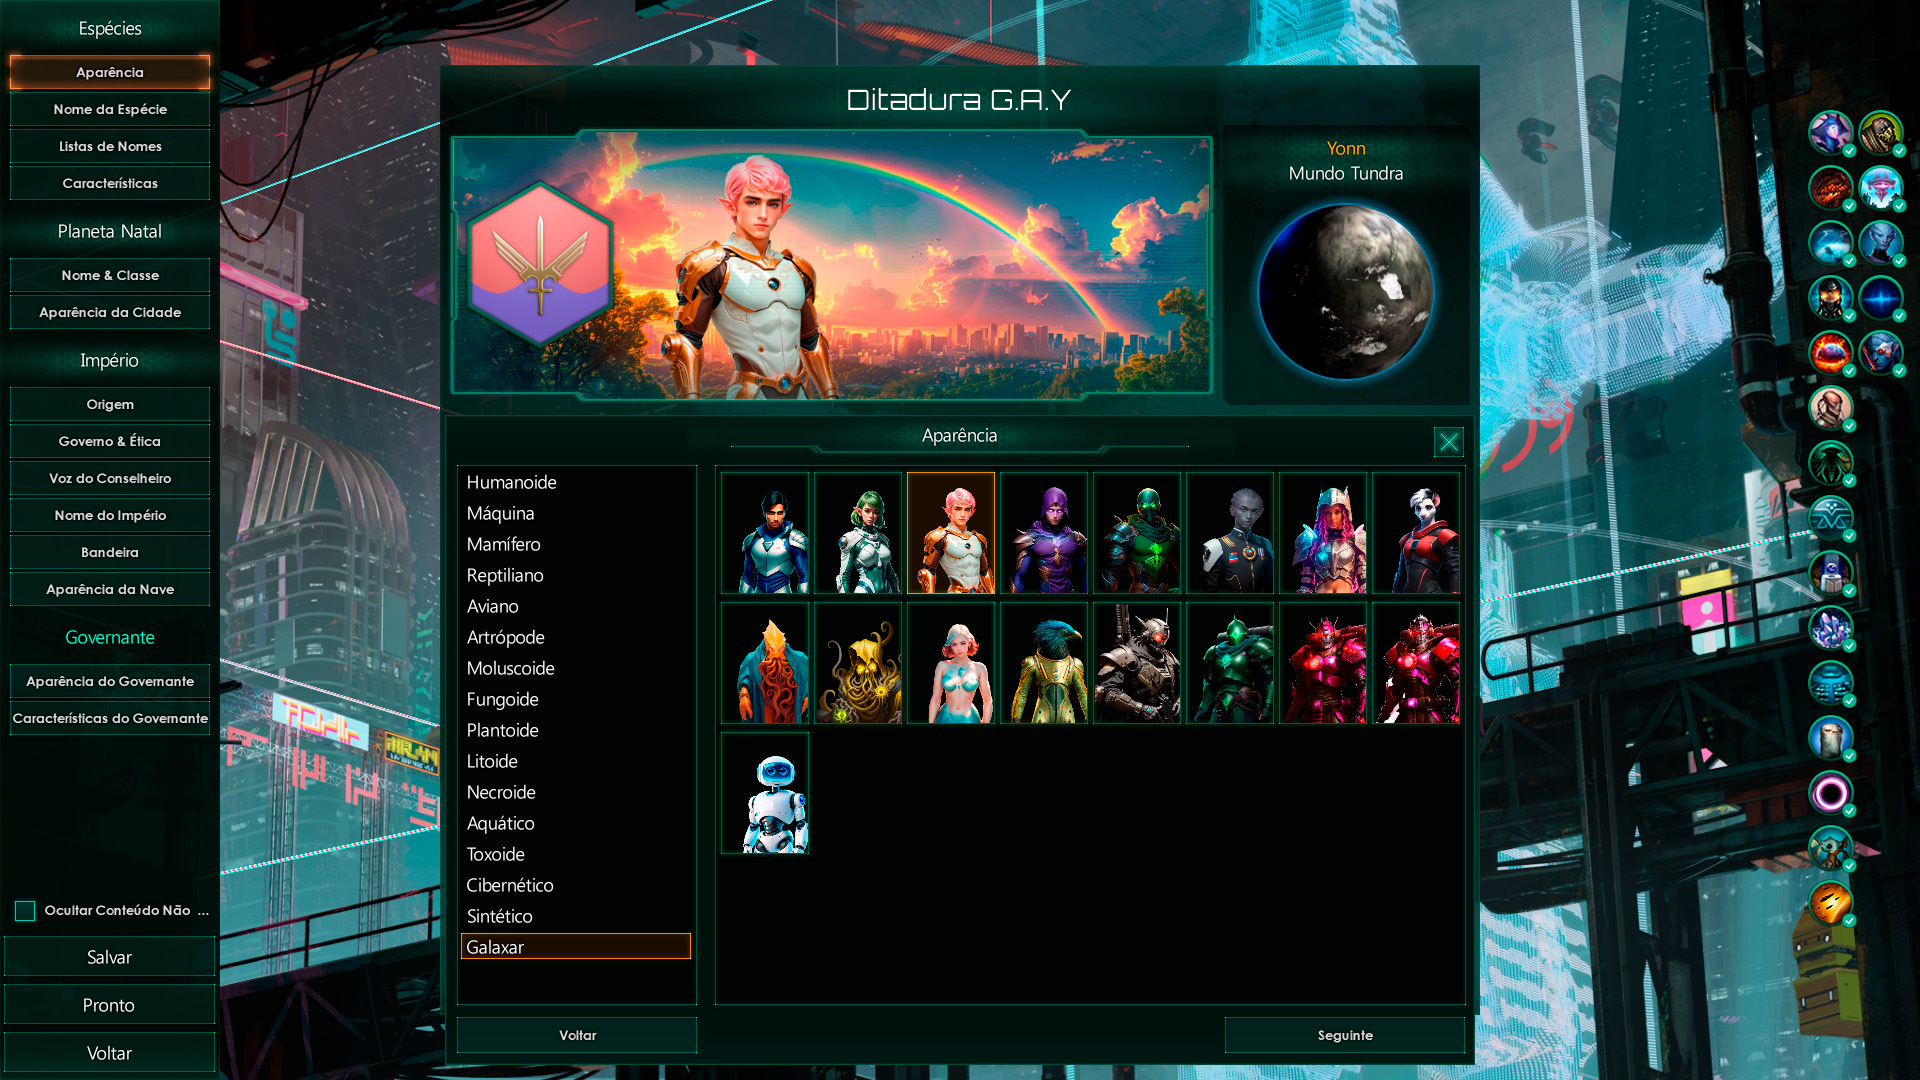 Espécies
Aparência
Nome da Espécie
Listas de Nomes
Características
Planeta Natal
Nome & Classe
Aparência da Cidade
Império
Origem
Governo & Ética
Voz do Conselheiro
Nome do Império
Bandeira
Aparência da Nave
Governante
Aparência do Governante
Características do Governante
Ocultar Conteúdo Não ...
Salvar
Pronto
Voltar
Ditadura G.A.Y
Yonn
Mundo Tundra
Aparência
Humanoide
Máquina
Mamífero
Reptiliano
Aviano
Artrópode
Moluscoide
Fungoide
Plantoide
Litoide
Necroide
Aquático
Toxoide
Cibernético
Sintético
Galaxar
Voltar
Seguinte